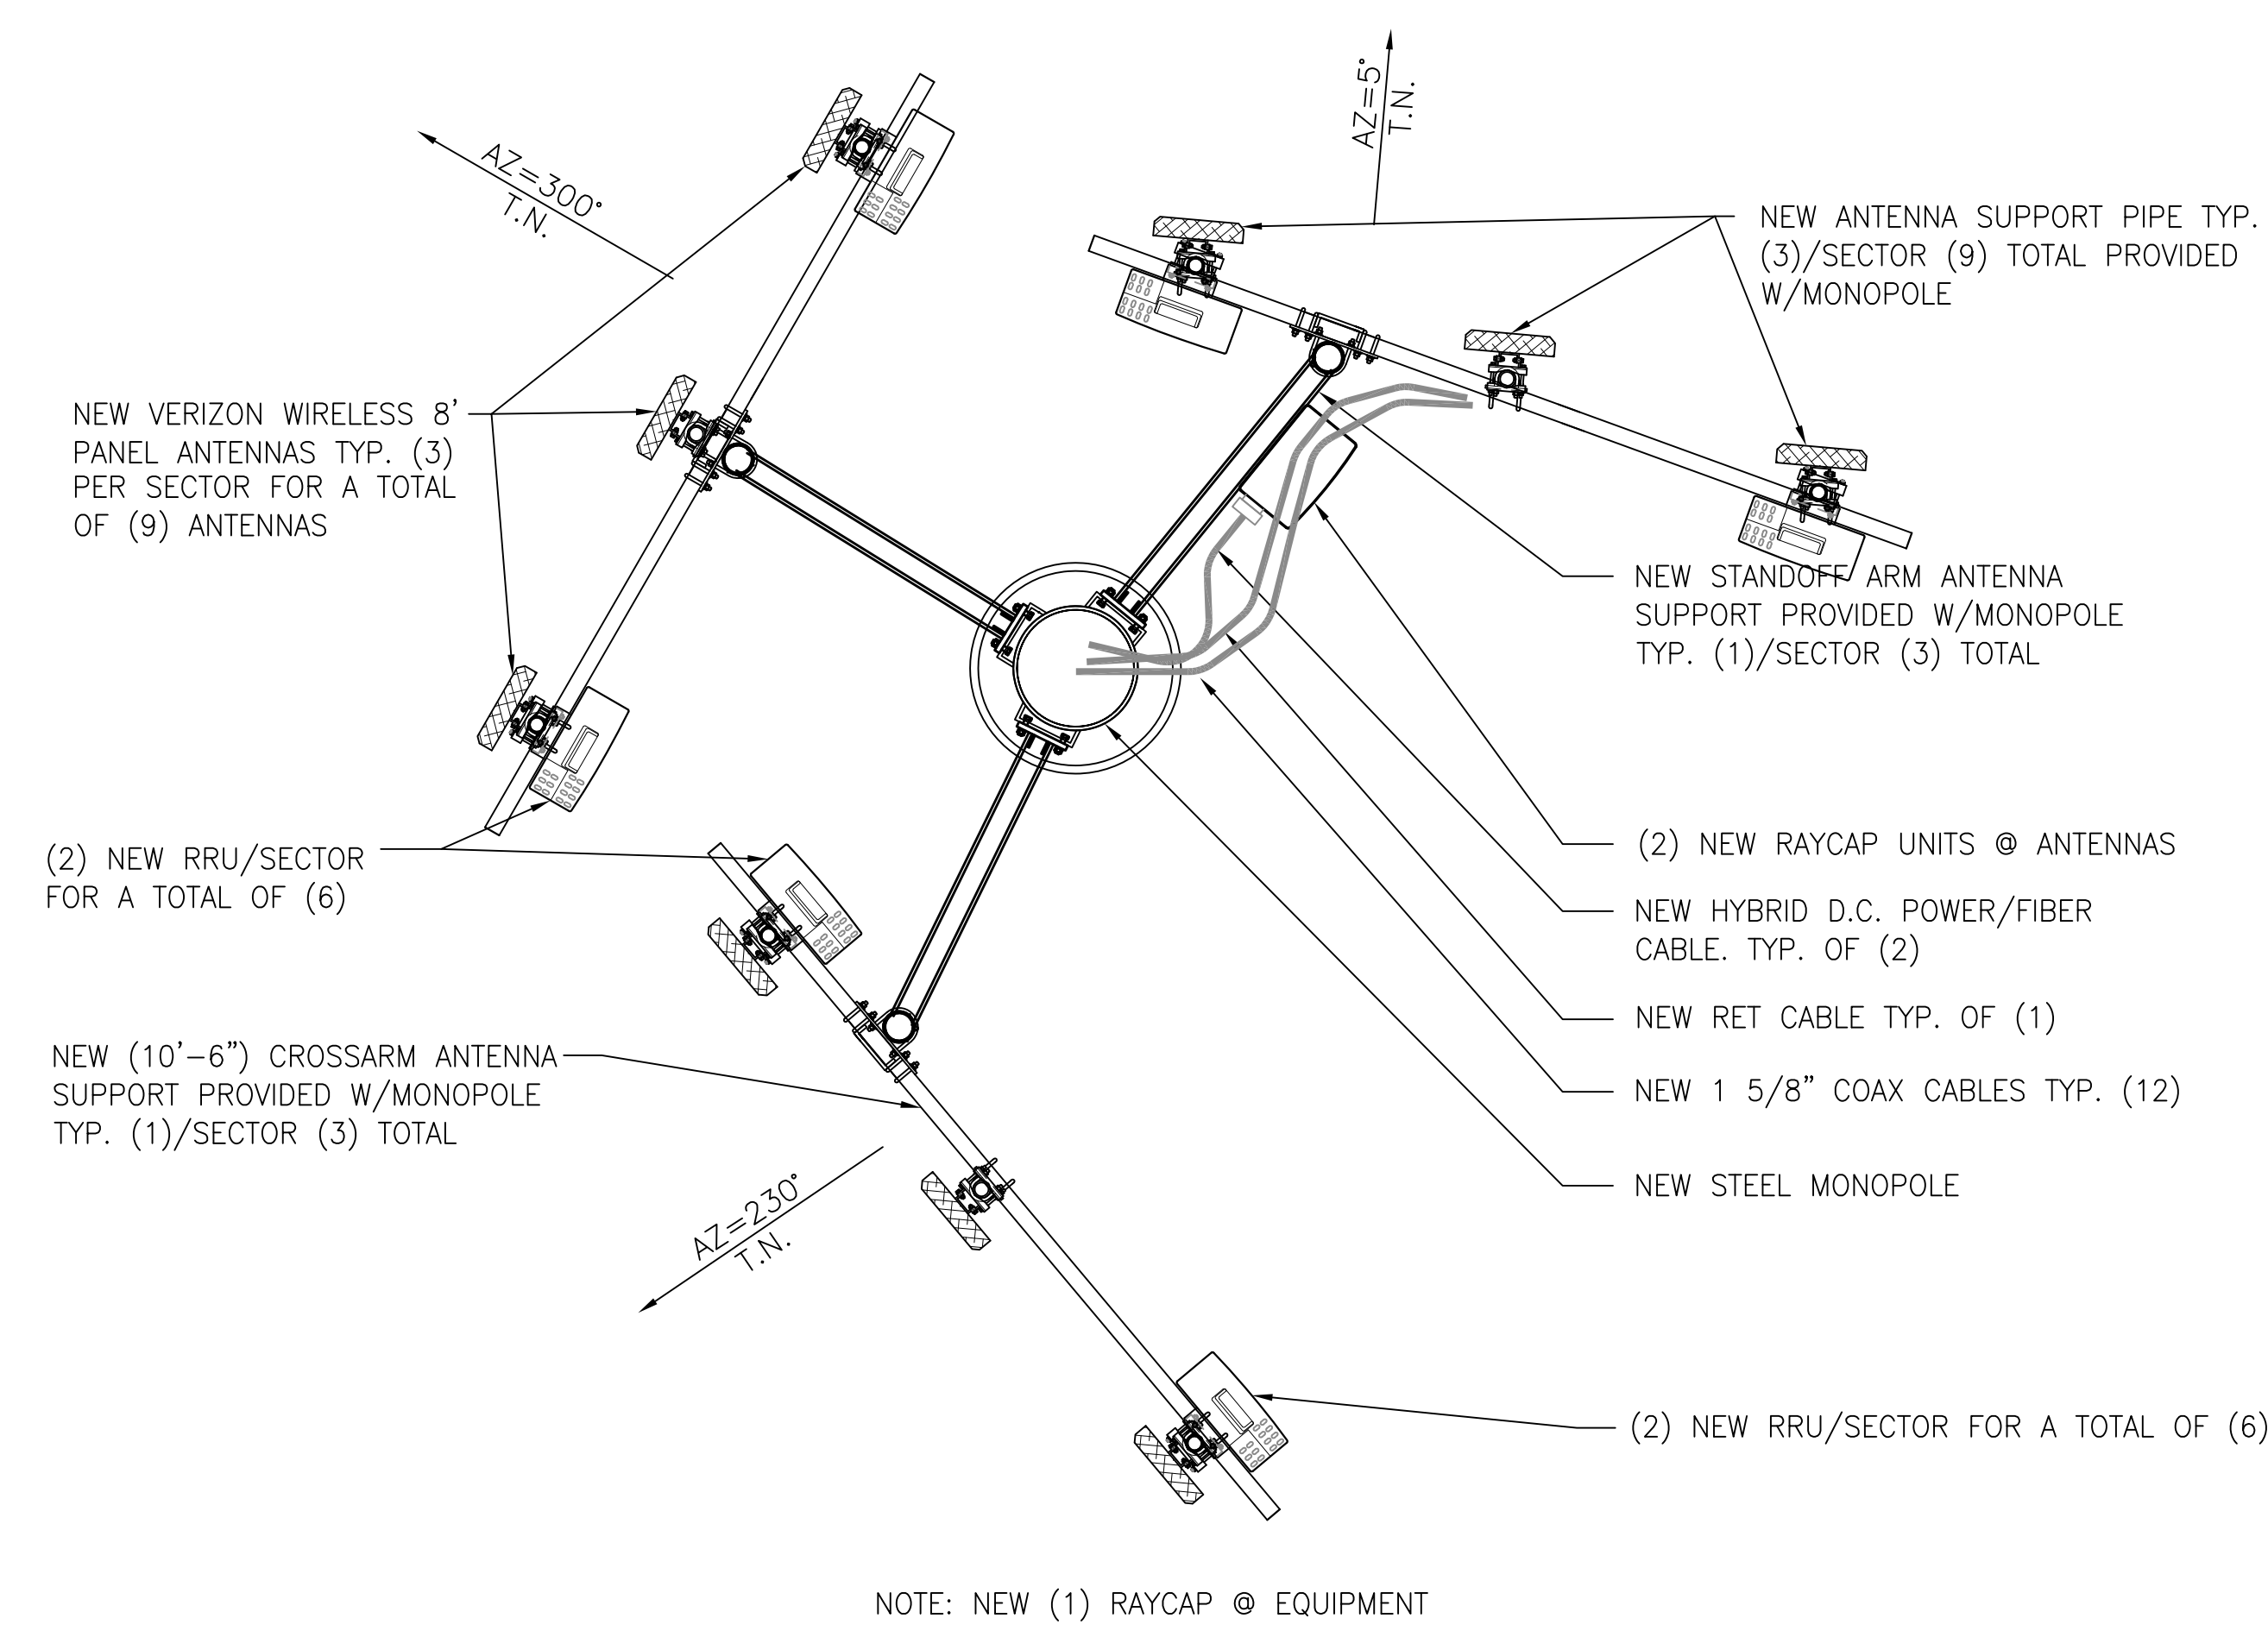 AZ=5°
T.N.
AZ=300°
T.N.
NEW ANTENNA SUPPORT PIPE TYP.
(3)/SECTOR (9) TOTAL PROVIDED
W/MONOPOLE
NEW VERIZON WIRELESS 8'
PANEL ANTENNAS TYP. (3)
PER SECTOR FOR A TOTAL
OF (9) ANTENNAS
NEW STANDOFF ARM ANTENNA
SUPPORT PROVIDED W/MONOPOLE
TYP. (1)/SECTOR (3) TOTAL
(2) NEW RRU/SECTOR
FOR A TOTAL OF (6)
(2) NEW RAYCAP UNITS @ ANTENNAS
NEW HYBRID D.C. POWER/FIBER
CABLE. TYP. OF (2)
NEW RET CABLE TYP. OF (1)
NEW (10'-6") CROSSARM ANTENNA
SUPPORT PROVIDED W/MONOPOLE
TYP. (1)/SECTOR (3) TOTAL
NEW 1 5/8" COAX CABLES TYP. (12)
NEW STEEL MONOPOLE
AZ=230°
T.N.
(2) NEW RRU/SECTOR FOR A TOTAL OF (6)
NOTE: NEW (1) RAYCAP @ EQUIPMENT